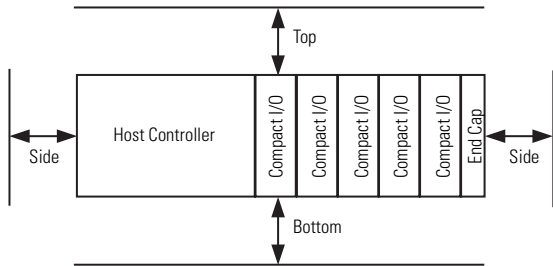 Top
Host Controller
Compact I/O
Compact I/O
Compact I/O
Compact I/O
Compact I/O
End Cap
Side
Side
Bottom